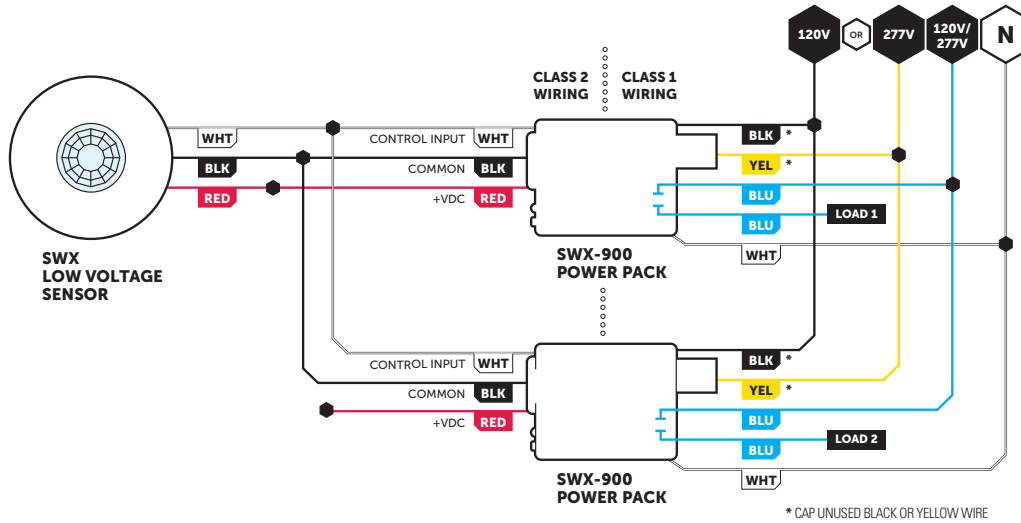 120V
OR
277V
120V/
277V
N
CLASS 2
WIRING
CLASS 1
WIRING
WHT
CONTROL INPUT
WHT
BLK *
BLK
COMMON
BLK
YEL *
RED
+VDC
RED
BLU
BLU
LOAD 1
WHT
SWX
LOW VOLTAGE
SENSOR
SWX-900
POWER PACK
CONTROL INPUT
WHT
BLK *
COMMON
BLK
YEL *
+VDC
RED
BLU
BLU
LOAD 2
WHT
SWX-900
POWER PACK
* CAP UNUSED BLACK OR YELLOW WIRE